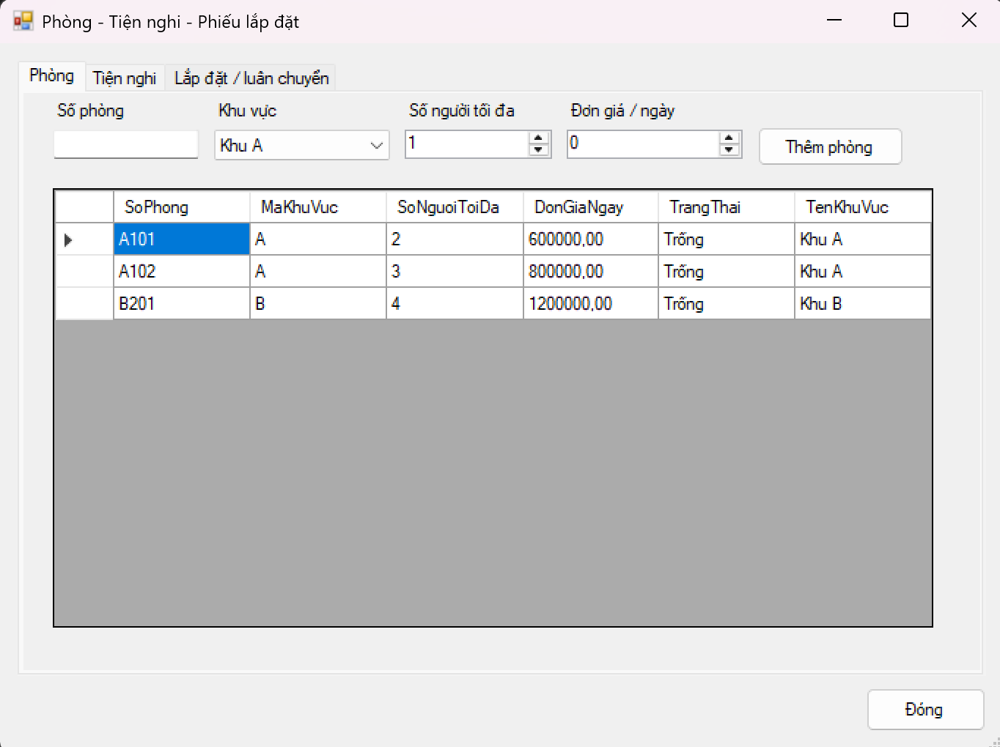 Phòng - Tiện nghi - Phiếu lắp đặt
Phòng Tiện nghi Lắp đặt / luân chuyển
Số phòng Khu vực Số người tối đa Đơn giá / ngày
Khu A 1 0 Thêm phòng
SoPhong MaKhuVuc SoNguoiToiDa DonGiaNgay TrangThai TenKhuVuc
A101 A 2 600000,00 Trống Khu A
A102 A 3 800000,00 Trống Khu A
B201 B 4 1200000,00 Trống Khu B
Đóng